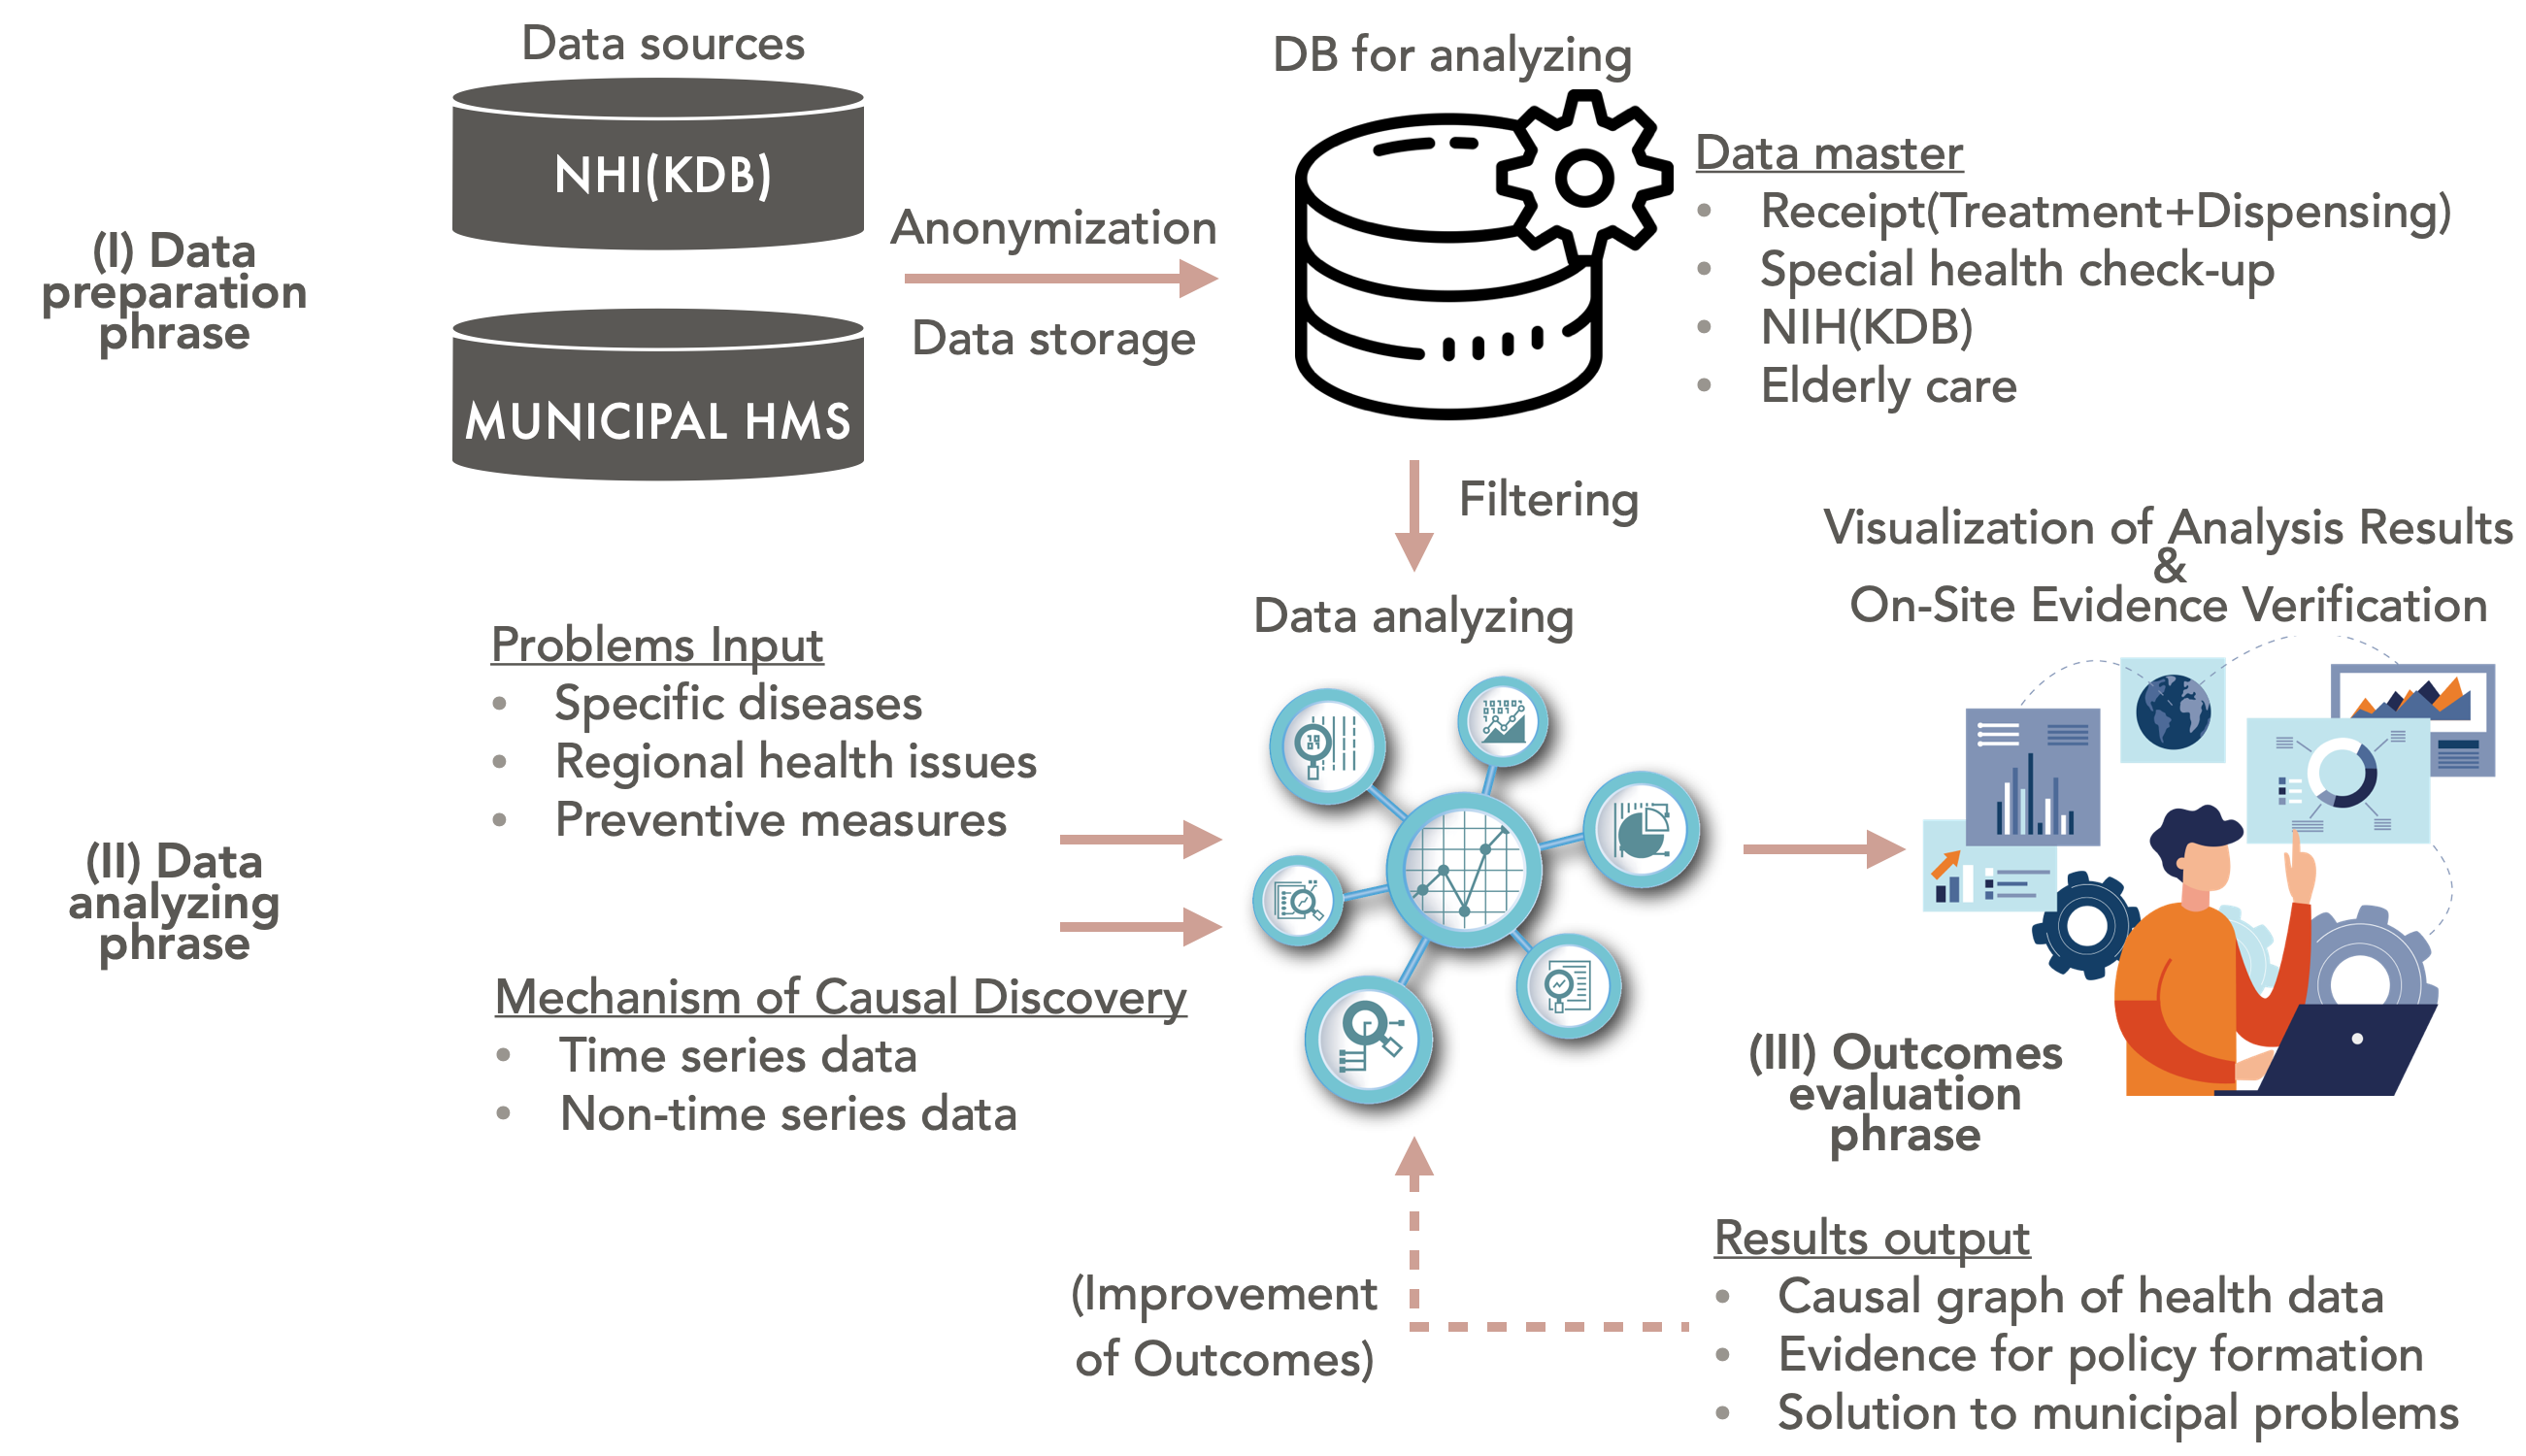 Data sources
NHI(KDB)
MUNICIPAL HMS
(I) Data
preparation
phrase
Anonymization
Data storage
DB for analyzing
Data master
• Receipt(Treatment+Dispensing)
• Special health check-up
• NIH(KDB)
• Elderly care
Filtering
Data analyzing
Problems Input
• Specific diseases
• Regional health issues
• Preventive measures
(II) Data
analyzing
phrase
Mechanism of Causal Discovery
• Time series data
• Non-time series data
Visualization of Analysis Results
&
On-Site Evidence Verification
(III) Outcomes
evaluation
phrase
(Improvement
of Outcomes)
Results output
• Causal graph of health data
• Evidence for policy formation
• Solution to municipal problems